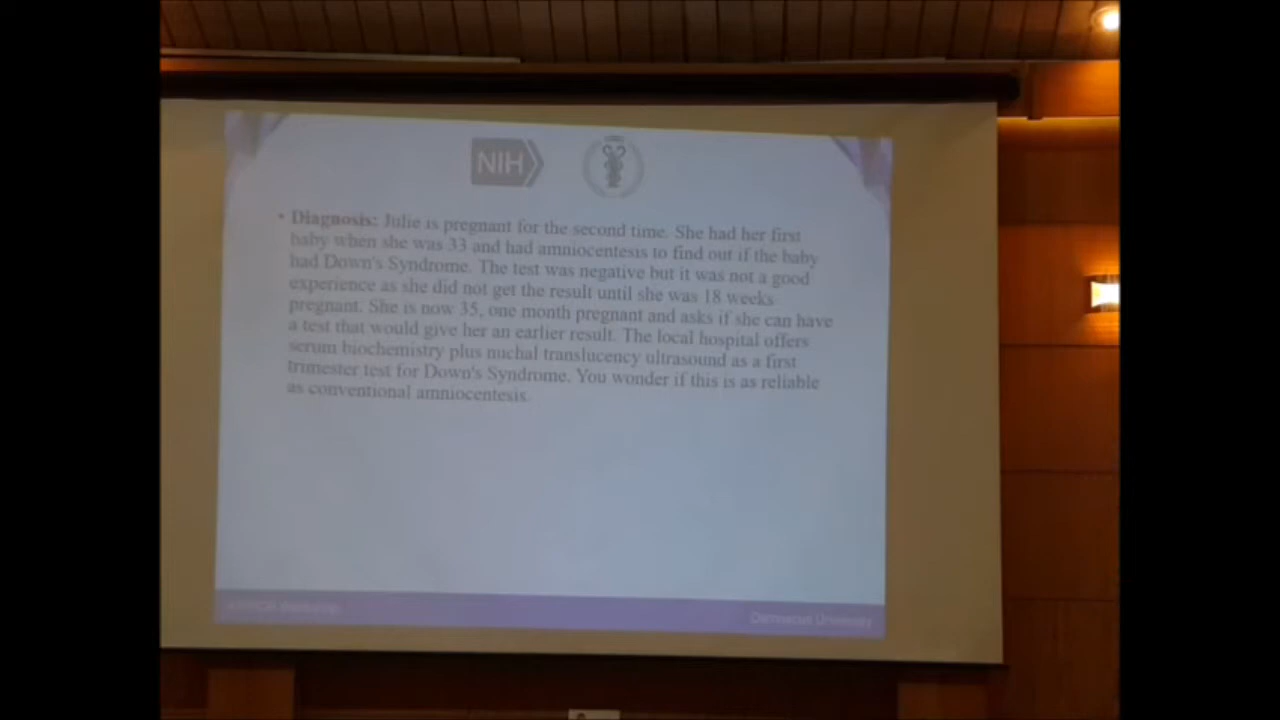 NIH
• Diagnosis: Julie is pregnant for the second time. She had her first
baby when she was 33 and had amniocentesis to find out if the baby
had Down's Syndrome. The test was negative but it was not a good
experience as she did not get the result until she was 18 weeks
pregnant. She is now 35, one month pregnant and asks if she can have
a test that would give her an earlier result. The local hospital offers
serum biochemistry plus nuchal translucency ultrasound as a first
trimester test for Down's Syndrome. You wonder if this is as reliable
as conventional amniocentesis.
Damascus University